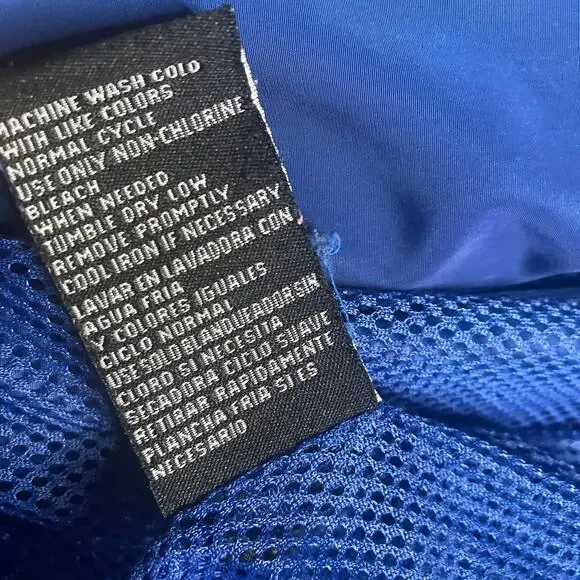 MACHINE WASH COLD
WITH LIKE COLORS
NORMAL CYCLE
USE ONLY NON-CHLORINE
BLEACH
WHEN NEEDED
TUMBLE DRY LOW
REMOVE PROMPTLY
COOL IRON IF NECESSARY
LAVAR EN LAVADORA CON
AGUA FRIA
Y COLORES IGUALES
CICLO NORMAL
USE SOLO BLANQUEADOR SIN
CLORO SI NECESITA
SECADORA CICLO SUAVE
RETIRAR RAPIDAMENTE
PLANCHA FRIA SI ES
NECESARIO